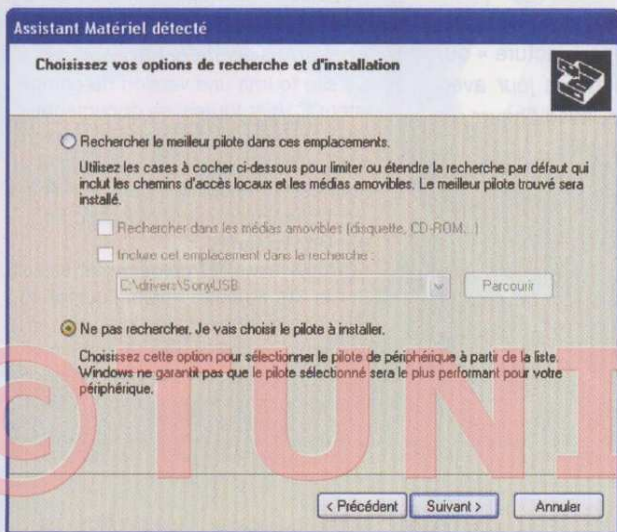 Assistant Matériel détecté
Choisissez vos options de recherche et d'installation
Rechercher le meilleur pilote dans ces emplacements.
Utilisez les cases à cocher ci-dessous pour limiter ou étendre la recherche par défaut qui
inclut les chemins d'accès locaux et les médias amovibles. Le meilleur pilote trouvé sera
installé.
Rechercher dans les médias amovibles (disquette, CD-ROM...)
Inclure cet emplacement dans la recherche :
C:\drivers\SonyUSB
Parcourir
Ne pas rechercher. Je vais choisir le pilote à installer.
Choisissez cette option pour sélectionner le pilote de périphérique à partir de la liste.
Windows ne garantit pas que le pilote sélectionné sera le plus performant pour votre
périphérique.
©TUNI
< Précédent
Suivant >
Annuler